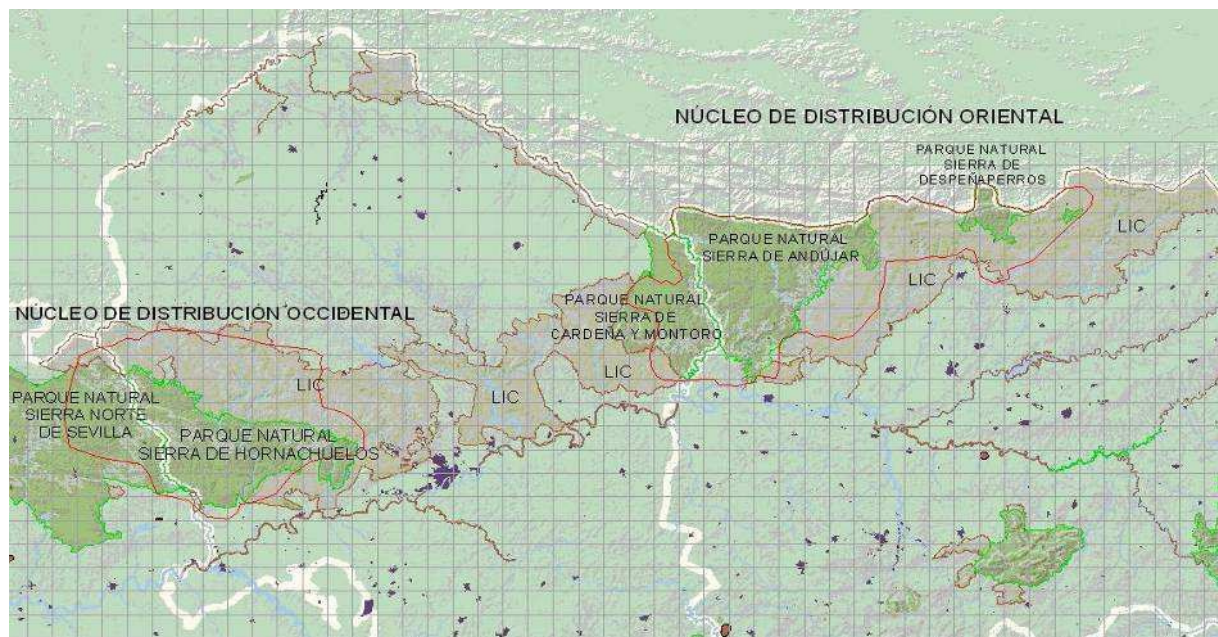 NÚCLEO DE DISTRIBUCIÓN ORIENTAL
PARQUE NATURAL
SIERRA DE
DESPEÑAPERROS
LIC
PARQUE NATURAL
SIERRA DE ANDÚJAR
LIC
PARQUE NATURAL
SIERRA DE
CARDEÑA Y MONTORO
LIC
LIC
NÚCLEO DE DISTRIBUCIÓN OCCIDENTAL
LIC
PARQUE NATURAL
SIERRA NORTE
DE SEVILLA
PARQUE NATURAL
SIERRA DE HORNACHUELOS